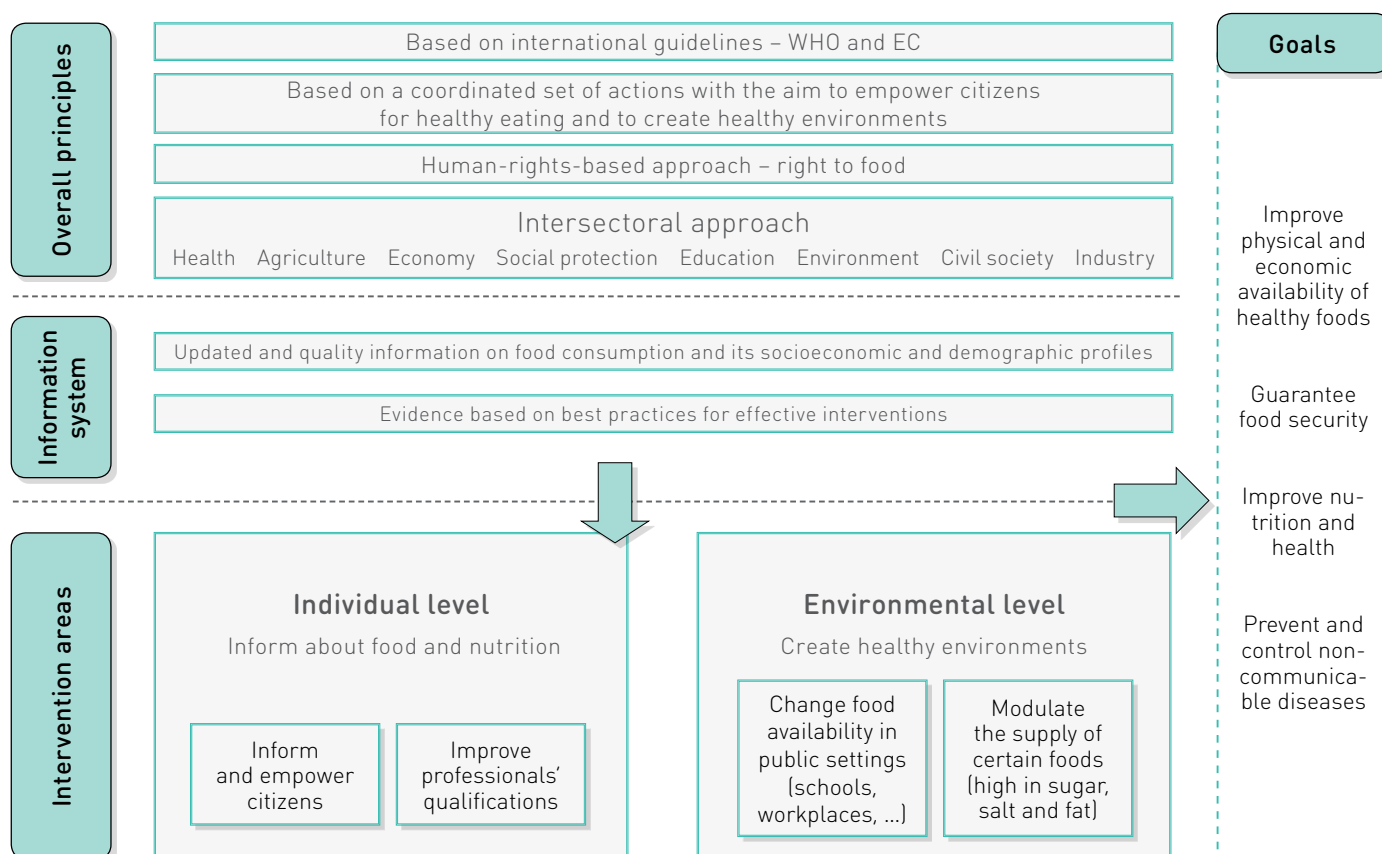 Overall principles
Based on international guidelines – WHO and EC
Based on a coordinated set of actions with the aim to empower citizens
for healthy eating and to create healthy environments
Human-rights-based approach – right to food
Intersectoral approach
Health Agriculture Economy Social protection Education Environment Civil society Industry
Information
system
Updated and quality information on food consumption and its socioeconomic and demographic profiles
Evidence based on best practices for effective interventions
Intervention areas
Individual level
Inform about food and nutrition
Inform
and empower
citizens
Improve
professionals’
qualifications
Environmental level
Create healthy environments
Change food
availability in
public settings
(schools,
workplaces, ...)
Modulate
the supply of
certain foods
(high in sugar,
salt and fat)
Goals
Improve
physical and
economic
availability of
healthy foods
Guarantee
food security
Improve nu-
trition and
health
Prevent and
control non-
communica-
ble diseases